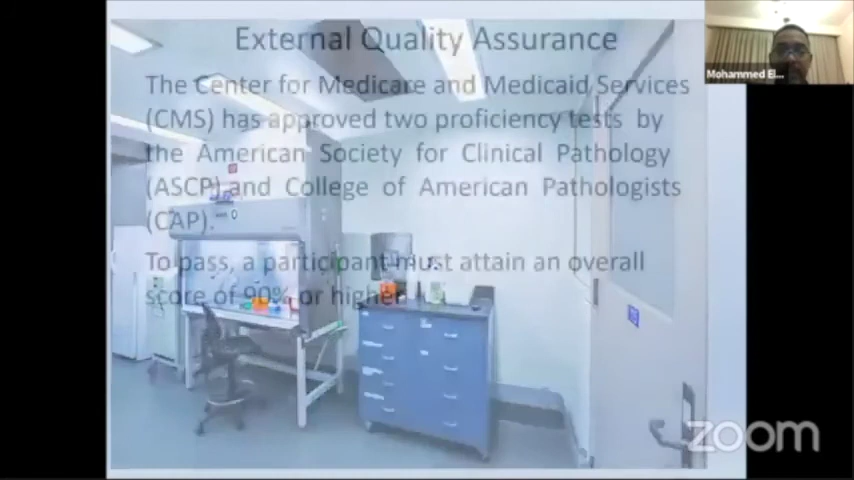 External Quality Assurance
The Center for Medicare and Medicaid Services
(CMS) has approved two proficiency tests by
the American Society for Clinical Pathology
(ASCP) and College of American Pathologists
(CAP).
To pass, a participant must attain an overall
score of 90% or higher.
Mohammed El...
zoom